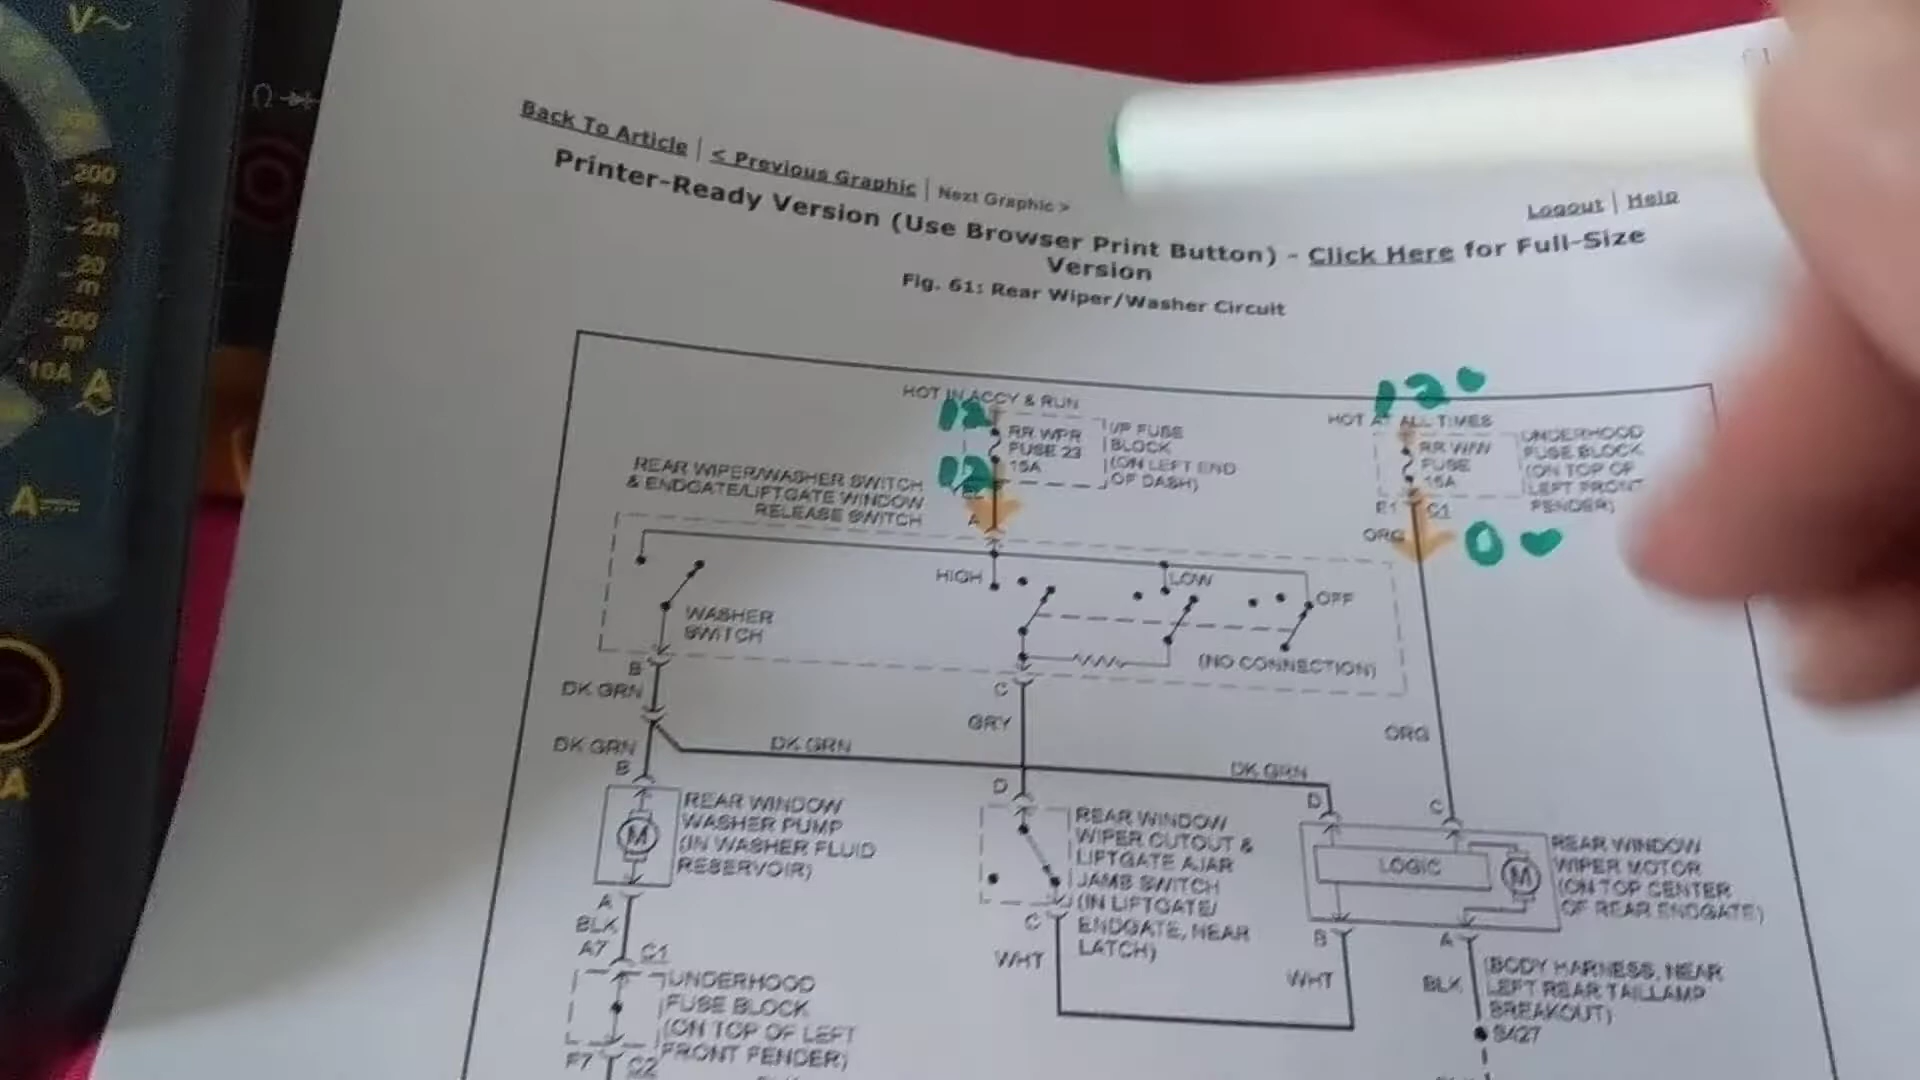 V~
Ω
200
2m
20
m
200
m
10A A
A
A
Back To Article | < Previous Graphic | Next Graphic >
Logout | Help
Printer-Ready Version (Use Browser Print Button) - Click Here for Full-Size
Version
Fig. 61: Rear Wiper/Washer Circuit
HOT IN ACCY & RUN
12
RR WPR
FUSE 23
15A
12
I/P FUSE
BLOCK
(ON LEFT END
OF DASH)
12
HOT AT ALL TIMES
RR W/W
FUSE
15A
UNDERHOOD
FUSE BLOCK
(ON TOP OF
LEFT FRONT
FENDER)
E1 C1
ORG
0
REAR WIPER/WASHER SWITCH
& ENDGATE/LIFTGATE WINDOW
RELEASE SWITCH
A
HIGH
LOW
OFF
WASHER
SWITCH
(NO CONNECTION)
B
DK GRN
C
GRY
ORG
DK GRN
DK GRN
DK GRN
B
D
D
C
REAR WINDOW
WASHER PUMP
(IN WASHER FLUID
RESERVOIR)
M
REAR WINDOW
WIPER CUTOUT &
LIFTGATE AJAR
JAMB SWITCH
(IN LIFTGATE/
ENDGATE, NEAR
LATCH)
LOGIC
M
REAR WINDOW
WIPER MOTOR
(ON TOP CENTER
OF REAR ENDGATE)
A
BLK
A7 C1
C
WHT
B
WHT
A
BLK
(BODY HARNESS, NEAR
LEFT REAR TAILLAMP
BREAKOUT)
S427
UNDERHOOD
FUSE BLOCK
(ON TOP OF LEFT
FRONT FENDER)
F7 C2